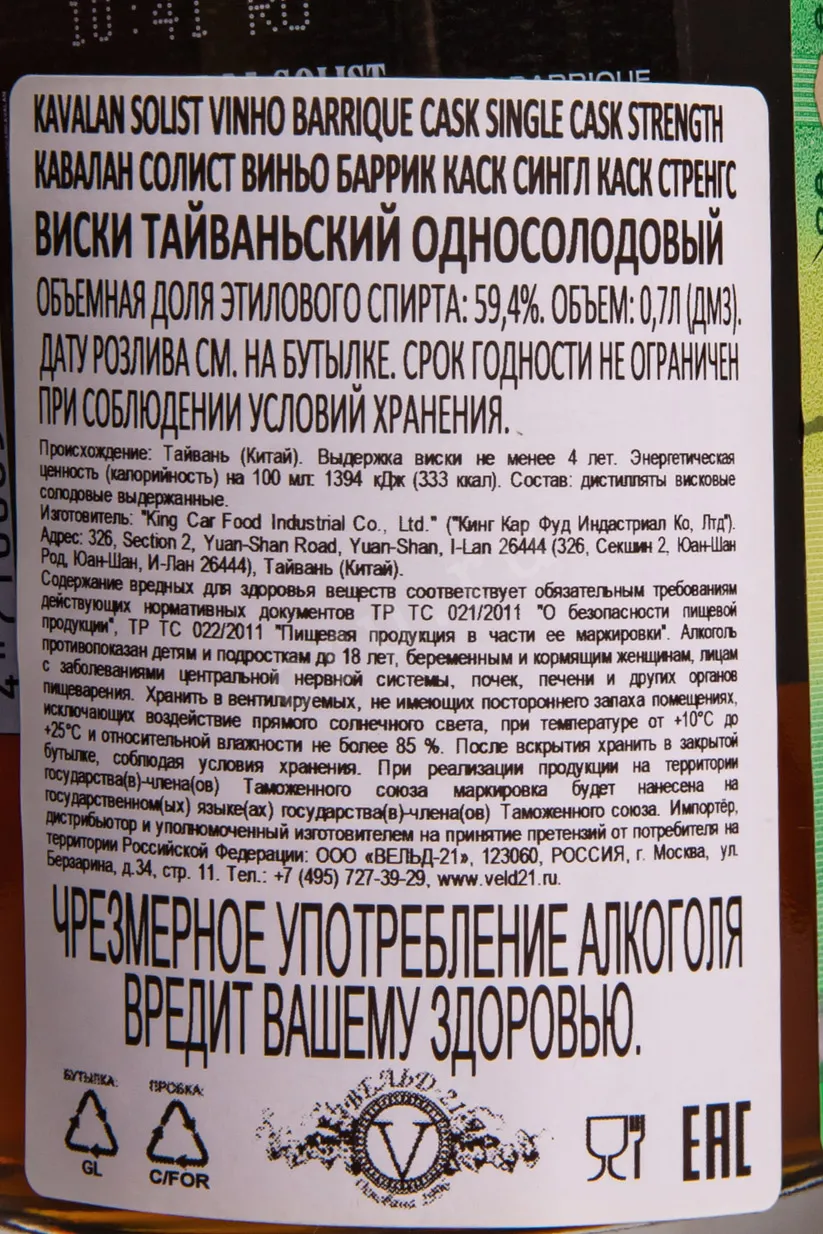 10:41 RU
SOLIST
BARRIQUE
KAVALAN SOLIST VINHO BARRIQUE CASK SINGLE CASK STRENGTH
КАВАЛАН СОЛИСТ ВИНЬО БАРРИК КАСК СИНГЛ КАСК СТРЕНГС
ВИСКИ ТАЙВАНЬСКИЙ ОДНОСОЛОДОВЫЙ
ОБЪЕМНАЯ ДОЛЯ ЭТИЛОВОГО СПИРТА: 59,4%. ОБЪЕМ: 0,7Л (ДМ3).
ДАТУ РОЗЛИВА СМ. НА БУТЫЛКЕ. СРОК ГОДНОСТИ НЕ ОГРАНИЧЕН
ПРИ СОБЛЮДЕНИИ УСЛОВИЙ ХРАНЕНИЯ.
Происхождение: Тайвань (Китай). Выдержка виски не менее 4 лет. Энергетическая
ценность (калорийность) на 100 мл: 1394 кДж (333 ккал). Состав: дистилляты висковые
солодовые выдержанные.
Изготовитель: "King Car Food Industrial Co., Ltd." ("Кинг Кар Фуд Индастриал Ко, Лтд").
Адрес: 326, Section 2, Yuan-Shan Road, Yuan-Shan, I-Lan 26444 (326, Секшин 2, Юан-Шан
Род, Юан-Шан, И-Лан 26444), Тайвань (Китай).
Содержание вредных для здоровья веществ соответствует обязательным требованиям
действующих нормативных документов ТР ТС 021/2011 "О безопасности пищевой
продукции", ТР ТС 022/2011 "Пищевая продукция в части ее маркировки". Алкоголь
противопоказан детям и подросткам до 18 лет, беременным и кормящим женщинам, лицам
с заболеваниями центральной нервной системы, почек, печени и других органов
пищеварения. Хранить в вентилируемых, не имеющих постороннего запаха помещениях,
исключающих воздействие прямого солнечного света, при температуре от +10°С до
+25°С и относительной влажности не более 85 %. После вскрытия хранить в закрытой
бутылке, соблюдая условия хранения. При реализации продукции на территории
государства(в)-члена(ов) Таможенного союза маркировка будет нанесена на
государственном(ых) языке(ах) государства(в)-члена(ов) Таможенного союза. Импортёр,
дистрибьютор и уполномоченный изготовителем на принятие претензий от потребителя на
территории Российской Федерации: ООО «ВЕЛЬД-21», 123060, РОССИЯ, г. Москва, ул.
Берзарина, д.34, стр. 11. Тел.: +7 (495) 727-39-29, www.veld21.ru.
ЧРЕЗМЕРНОЕ УПОТРЕБЛЕНИЕ АЛКОГОЛЯ
ВРЕДИТ ВАШЕМУ ЗДОРОВЬЮ.
БУТЫЛКА: ПРОБКА:
GL C/FOR
ВЕЛЬД-21
V
EAC